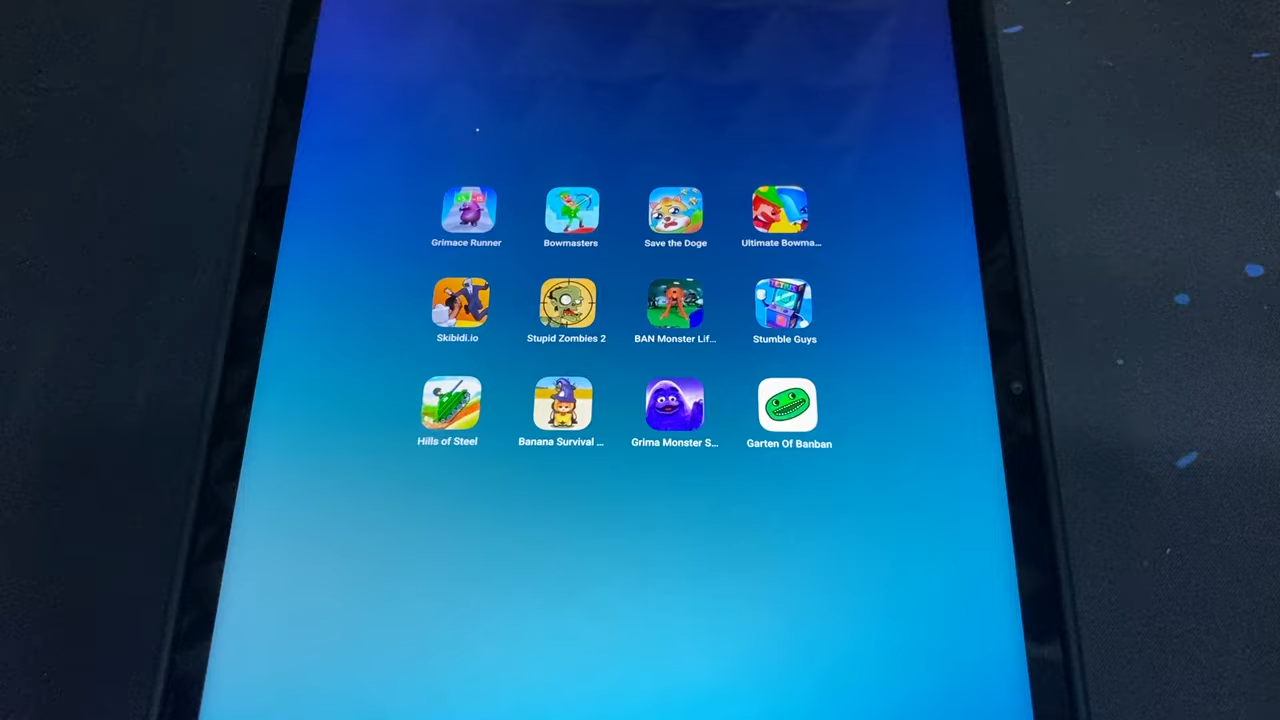 Grimace Runner
Bowmasters
Save the Doge
Ultimate Bowma...
Skibidi.io
Stupid Zombies 2
BAN Monster Lif...
TETRIS
Stumble Guys
Hills of Steel
Banana Survival ...
Grima Monster S...
Garten Of Banban